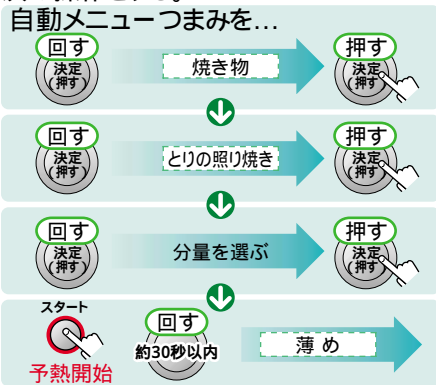 自動メニューつまみを…
回す
決定
(押す)
焼き物
押す
決定
(押す)
回す
決定
(押す)
とりの照り焼き
押す
決定
(押す)
回す
決定
(押す)
分量を選ぶ
押す
決定
(押す)
スタート
予熱開始
回す
約30秒以内
薄め